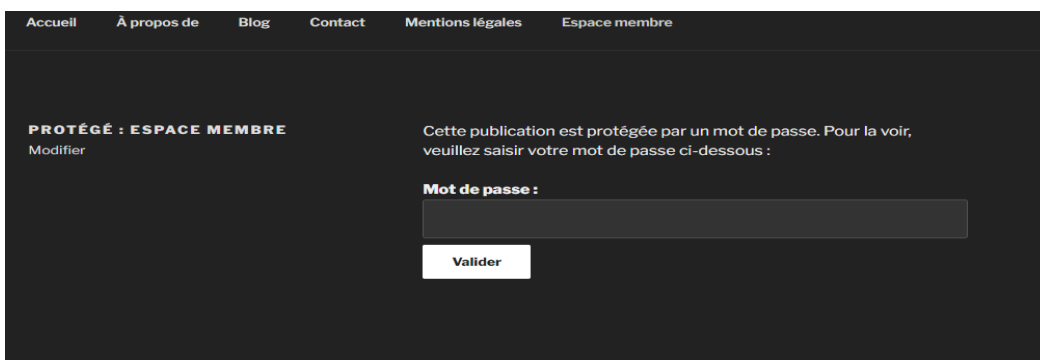 Accueil À propos de Blog Contact Mentions légales Espace membre
PROTÉGÉ : ESPACE MEMBRE
Modifier
Cette publication est protégée par un mot de passe. Pour la voir,
veuillez saisir votre mot de passe ci-dessous :
Mot de passe :
Valider